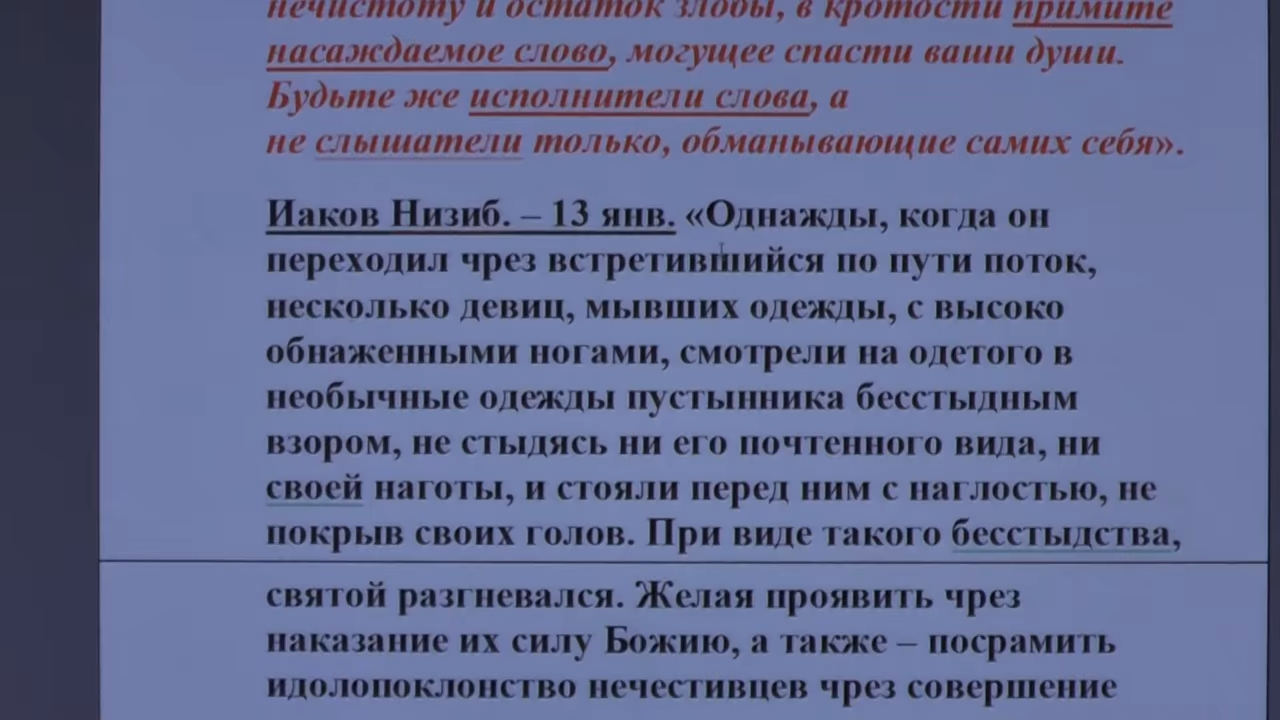 нечистоту и остаток злобы, в кротости примите
насаждаемое слово, могущее спасти ваши души.
Будьте же исполнители слова, а
не слышатели только, обманывающие самих себя».
Иаков Низиб. – 13 янв. «Однажды, когда он
переходил чрез встретившийся по пути поток,
несколько девиц, мывших одежды, с высоко
обнаженными ногами, смотрели на одетого в
необычные одежды пустынника бесстыдным
взором, не стыдясь ни его почтенного вида, ни
своей наготы, и стояли перед ним с наглостью, не
покрыв своих голов. При виде такого бесстыдства,
святой разгневался. Желая проявить чрез
наказание их силу Божию, а также – посрамить
идолопоклонство нечестивцев чрез совершение